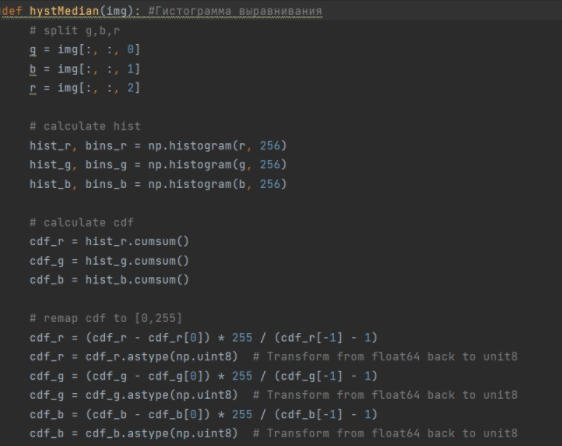 def hystMedian(img): #Гистограмма выравнивания
# split g,b,r
g = img[:, :, 0]
b = img[:, :, 1]
r = img[:, :, 2]
# calculate hist
hist_r, bins_r = np.histogram(r, 256)
hist_g, bins_g = np.histogram(g, 256)
hist_b, bins_b = np.histogram(b, 256)
# calculate cdf
cdf_r = hist_r.cumsum()
cdf_g = hist_g.cumsum()
cdf_b = hist_b.cumsum()
# remap cdf to [0,255]
cdf_r = (cdf_r - cdf_r[0]) * 255 / (cdf_r[-1] - 1)
cdf_r = cdf_r.astype(np.uint8)  # Transform from float64 back to unit8
cdf_g = (cdf_g - cdf_g[0]) * 255 / (cdf_g[-1] - 1)
cdf_g = cdf_g.astype(np.uint8)  # Transform from float64 back to unit8
cdf_b = (cdf_b - cdf_b[0]) * 255 / (cdf_b[-1] - 1)
cdf_b = cdf_b.astype(np.uint8)  # Transform from float64 back to unit8